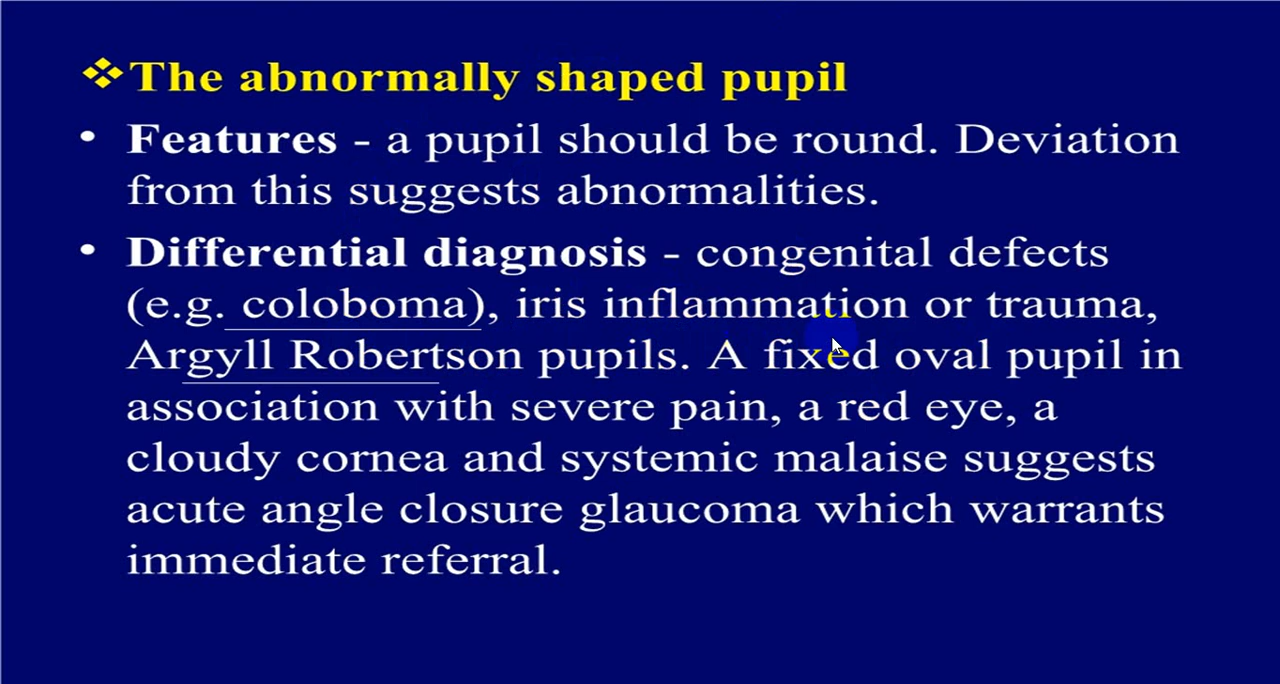 ❖The abnormally shaped pupil
• Features - a pupil should be round. Deviation
from this suggests abnormalities.
• Differential diagnosis - congenital defects
(e.g. coloboma), iris inflammation or trauma,
Argyll Robertson pupils. A fixed oval pupil in
association with severe pain, a red eye, a
cloudy cornea and systemic malaise suggests
acute angle closure glaucoma which warrants
immediate referral.